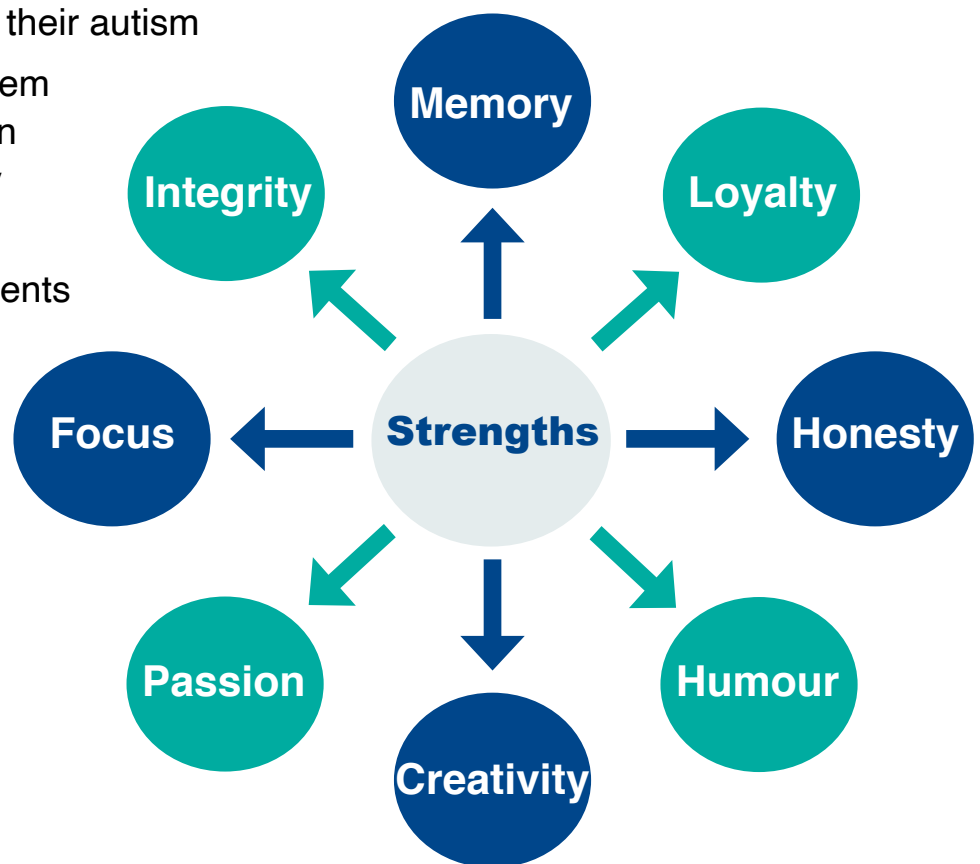 their autism
em
n
ents
Memory
Integrity
Loyalty
Focus
Strengths
Honesty
Passion
Humour
Creativity